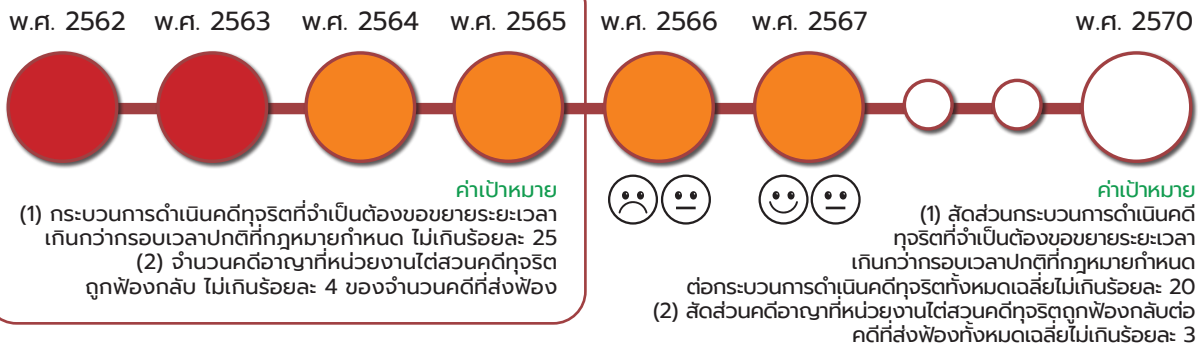 พ.ศ. 2562 พ.ศ. 2563 พ.ศ. 2564 พ.ศ. 2565 พ.ศ. 2566 พ.ศ. 2567 พ.ศ. 2570
ค่าเป้าหมาย
(1) กระบวนการดำเนินคดีทุจริตที่จำเป็นต้องขอขยายระยะเวลา
เกินกว่ากรอบเวลาปกติที่กฎหมายกำหนด ไม่เกินร้อยละ 25
(2) จำนวนคดีอาญาที่หน่วยงานไต่สวนคดีทุจริต
ถูกฟ้องกลับ ไม่เกินร้อยละ 4 ของจำนวนคดีที่ส่งฟ้อง
ค่าเป้าหมาย
(1) สัดส่วนกระบวนการดำเนินคดี
ทุจริตที่จำเป็นต้องขอขยายระยะเวลา
เกินกว่ากรอบเวลาปกติที่กฎหมายกำหนด
ต่อกระบวนการดำเนินคดีทุจริตทั้งหมดเฉลี่ยไม่เกินร้อยละ 20
(2) สัดส่วนคดีอาญาที่หน่วยงานไต่สวนคดีทุจริตถูกฟ้องกลับต่อ
คดีที่ส่งฟ้องทั้งหมดเฉลี่ยไม่เกินร้อยละ 3